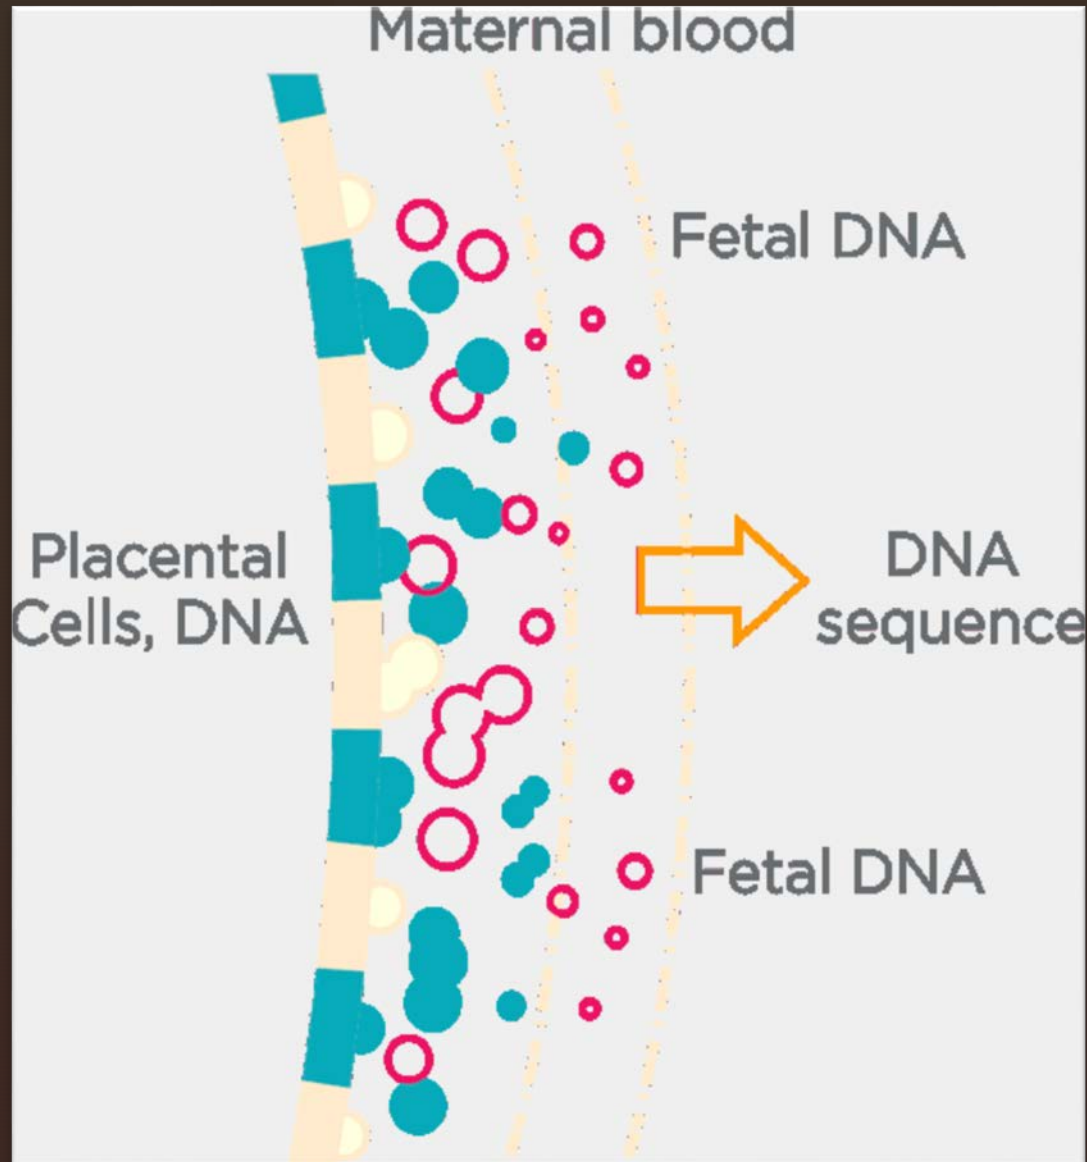 Maternal blood
Fetal DNA
Placental
Cells, DNA
DNA
sequence
Fetal DNA